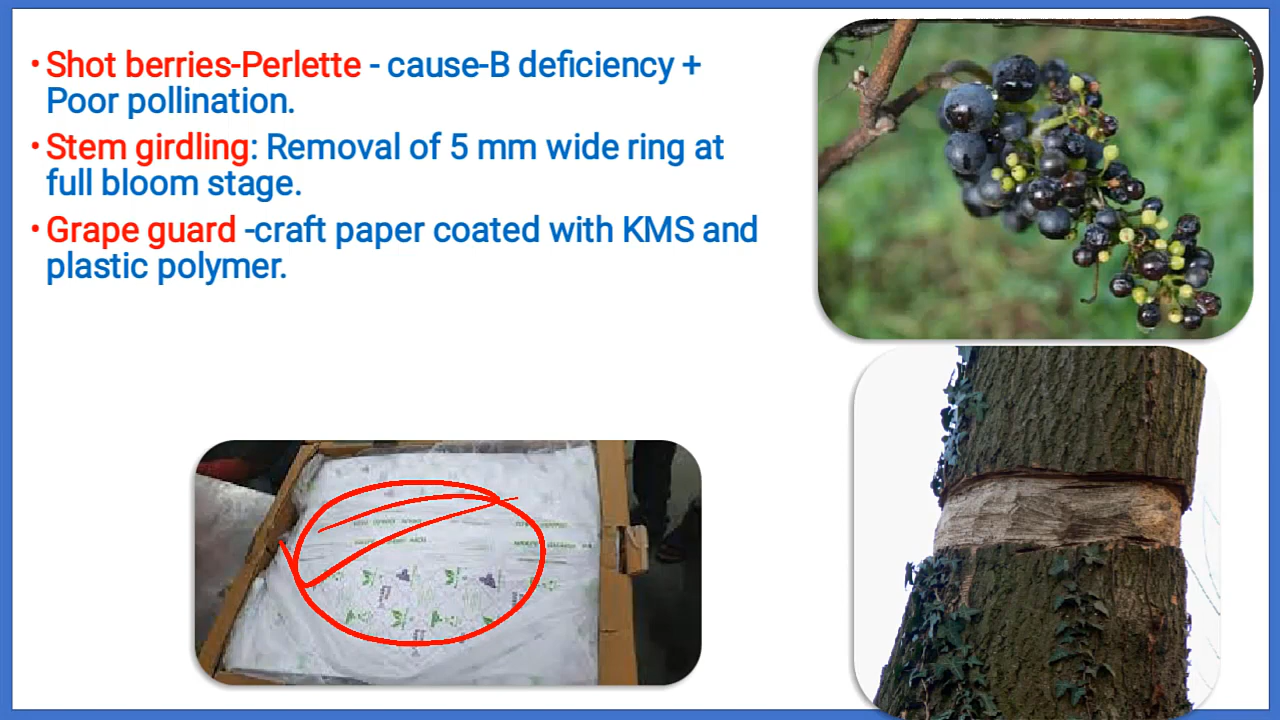 • Shot berries-Perlette - cause-B deficiency +
Poor pollination.
• Stem girdling: Removal of 5 mm wide ring at
full bloom stage.
• Grape guard -craft paper coated with KMS and
plastic polymer.